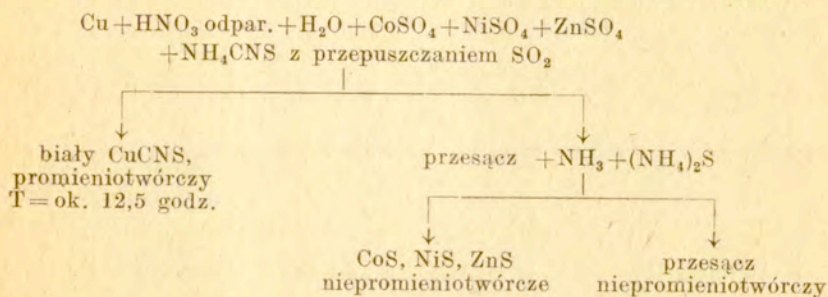 Cu+HNO₃ odpar.+H₂O+CoSO₄+NiSO₄+ZnSO₄
+NH₄CNS z przepuszczaniem SO₂
biały CuCNS,
promieniotwórczy
T=ok. 12,5 godz.
przesącz +NH₃+(NH₄)₂S
CoS, NiS, ZnS
niepromieniotwórcze
przesącz
niepromieniotwórczy